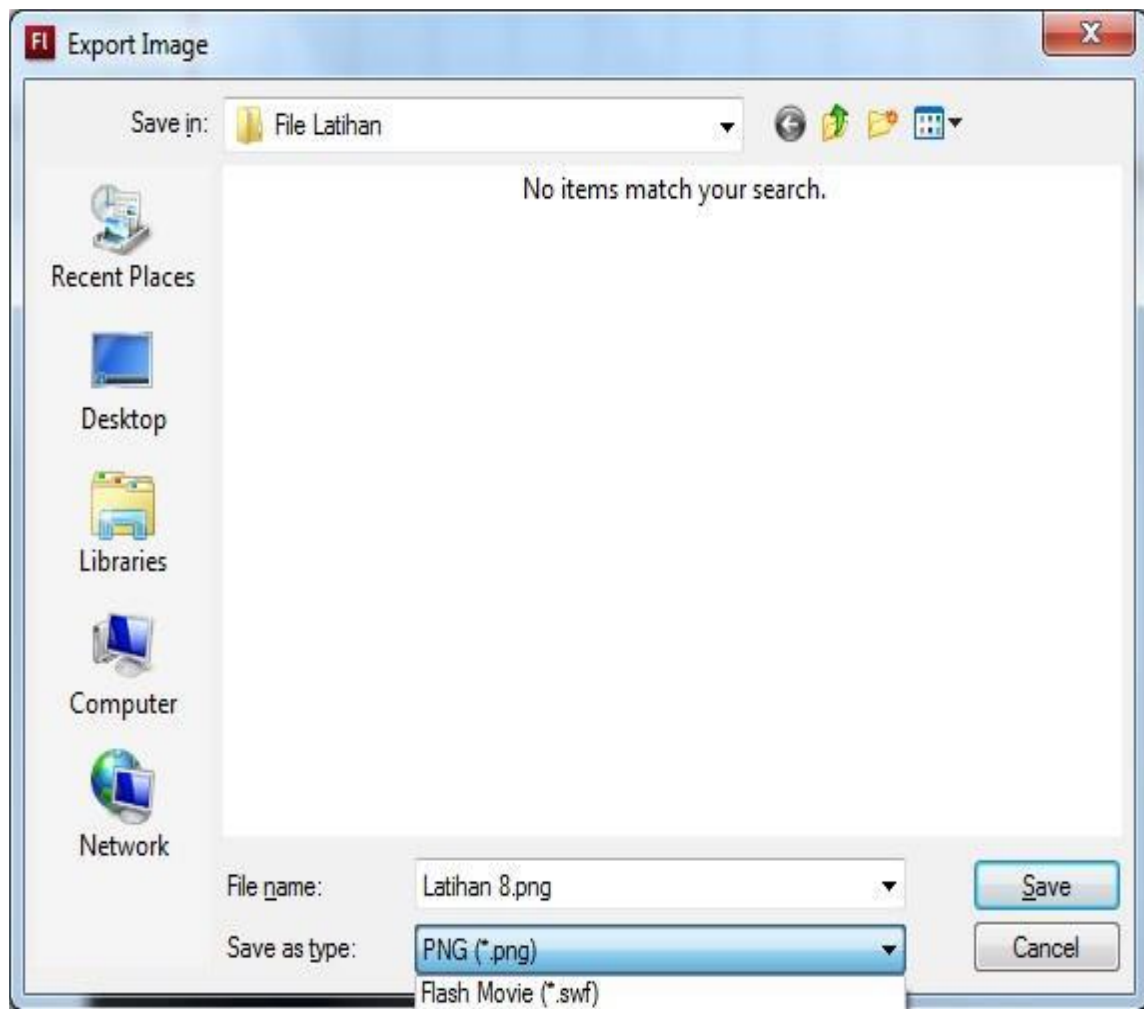 Fl Export Image
X
Save in: File Latihan
No items match your search.
Recent Places
Desktop
Libraries
Computer
Network
File name: Latihan 8.png Save
Save as type: PNG (*.png) Cancel
Flash Movie (*.swf)